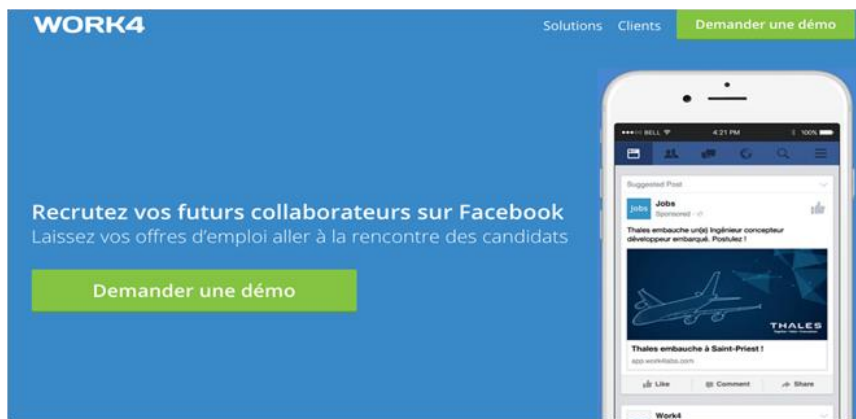 WORK4
Solutions Clients Demander une démo
Recrutez vos futurs collaborateurs sur Facebook
Laissez vos offres d'emploi aller à la rencontre des candidats
Demander une démo
BELL 4:21 PM 100%
Suggested Post
Jobs
Jobs
Sponsored
Thales embauche un(e) Ingénieur concepteur
développeur embarqué. Postulez !
THALES
Thales embauche à Saint-Priest !
app.work4labs.com
Like Comment Share
Work4